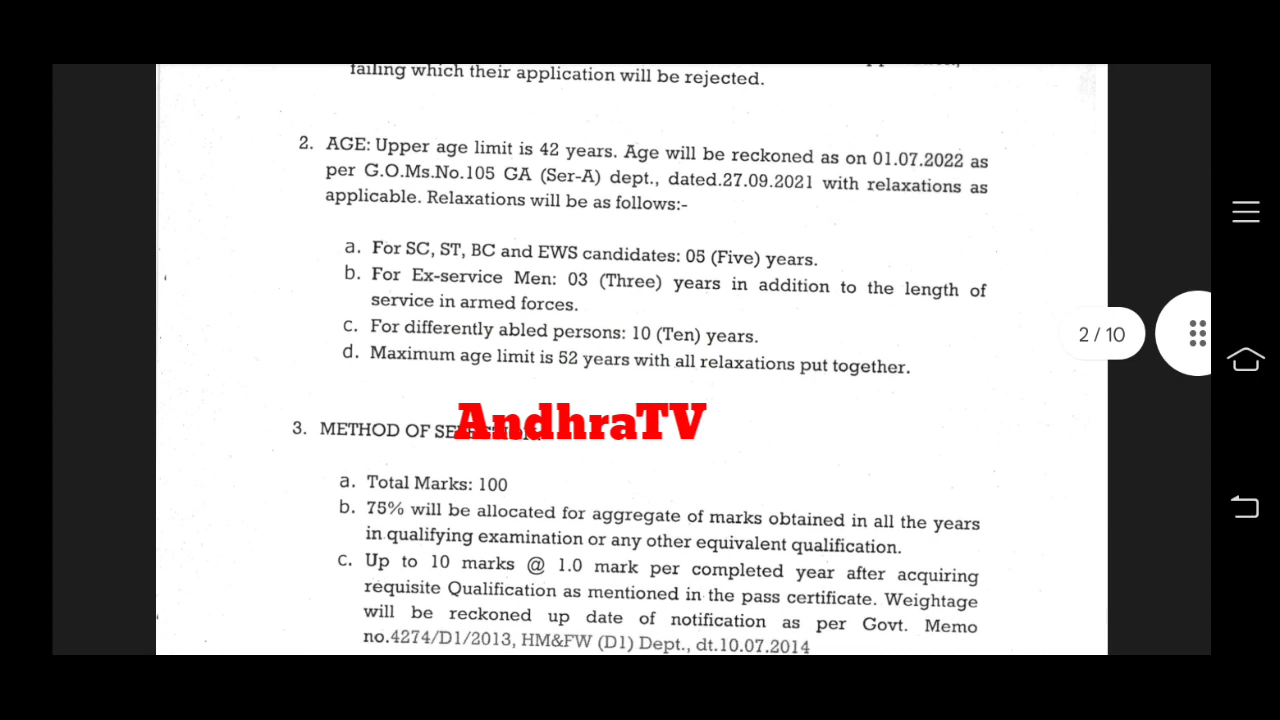 failing which their application will be rejected.
2. AGE: Upper age limit is 42 years. Age will be reckoned as on 01.07.2022 as
per G.O.Ms.No.105 GA (Ser-A) dept., dated.27.09.2021 with relaxations as
applicable. Relaxations will be as follows:-
a. For SC, ST, BC and EWS candidates: 05 (Five) years.
b. For Ex-service Men: 03 (Three) years in addition to the length of
service in armed forces.
c. For differently abled persons: 10 (Ten) years.
d. Maximum age limit is 52 years with all relaxations put together.
2 / 10
AndhraTV
3. METHOD OF
a. Total Marks: 100
b. 75% will be allocated for aggregate of marks obtained in all the years
in qualifying examination or any other equivalent qualification.
c. Up to 10 marks @ 1.0 mark per completed year after acquiring
requisite Qualification as mentioned in the pass certificate. Weightage
will be reckoned up date of notification as per Govt. Memo
no.4274/D1/2013, HM&FW (D1) Dept., dt.10.07.2014